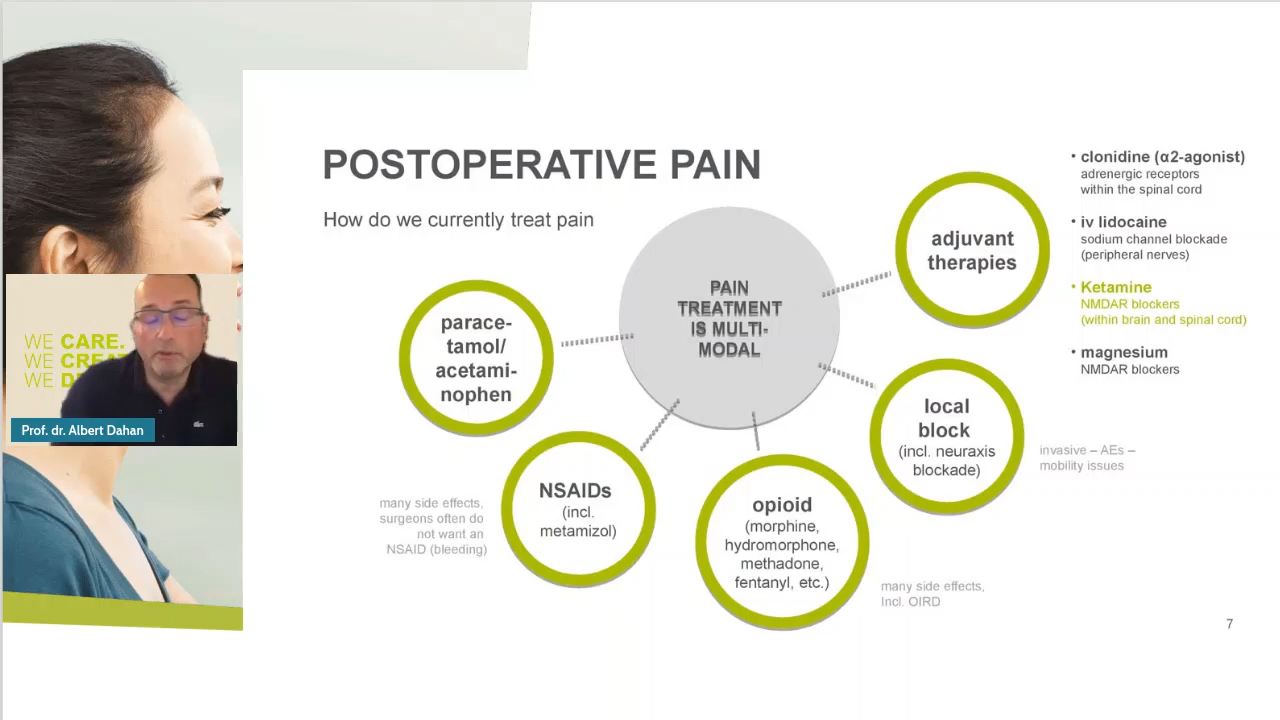 POSTOPERATIVE PAIN
How do we currently treat pain
PAIN
TREATMENT
IS MULTI-
MODAL
parace-
tamol/
acetami-
nophen
NSAIDs
(incl.
metamizol)
many side effects,
surgeons often do
not want an
NSAID (bleeding)
opioid
(morphine,
hydromorphone,
methadone,
fentanyl, etc.)
many side effects,
Incl. OIRD
local
block
(incl. neuraxis
blockade)
invasive – AEs –
mobility issues
adjuvant
therapies
• clonidine (α2-agonist)
adrenergic receptors
within the spinal cord
• iv lidocaine
sodium channel blockade
(peripheral nerves)
• Ketamine
NMDAR blockers
(within brain and spinal cord)
• magnesium
NMDAR blockers
WE CARE.
WE CREAT
WE D
Prof. dr. Albert Dahan
7